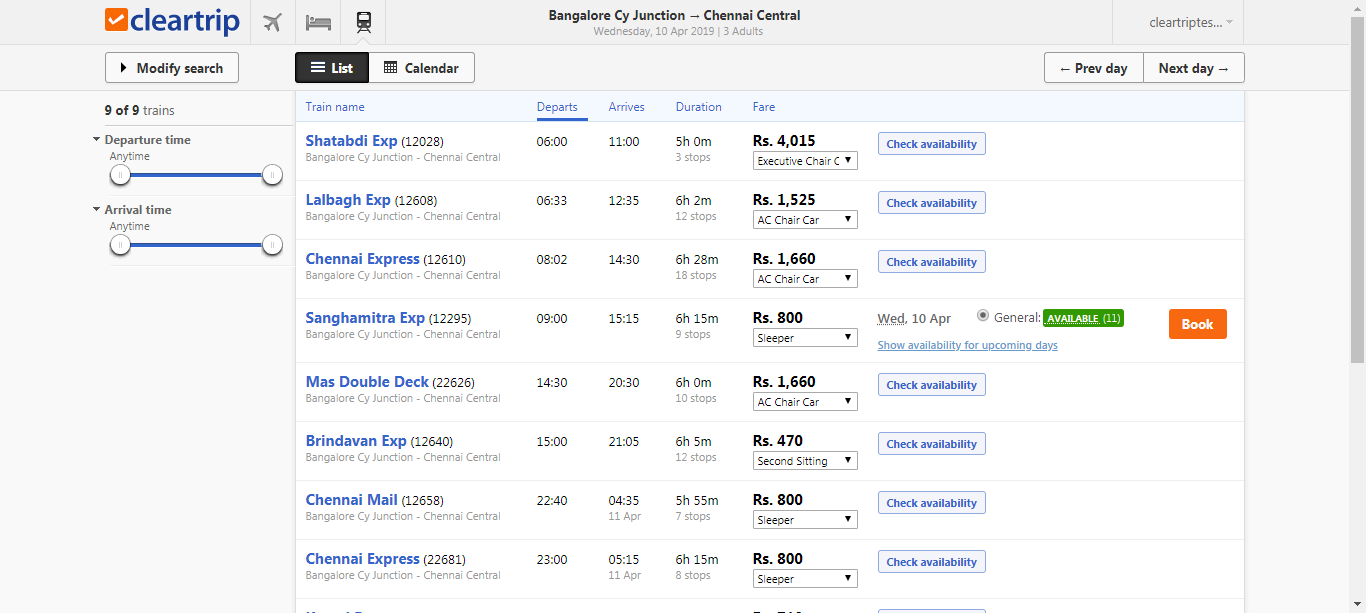 cleartrip
Bangalore Cy Junction → Chennai Central
Wednesday, 10 Apr 2019 | 3 Adults
cleartriptes...
Modify search
List
Calendar
← Prev day
Next day →
9 of 9 trains
Departure time
Anytime
Arrival time
Anytime
Train name Departs Arrives Duration Fare
Shatabdi Exp (12028) 06:00 11:00 5h 0m Rs. 4,015 Check availability
Bangalore Cy Junction - Chennai Central 3 stops Executive Chair C
Lalbagh Exp (12608) 06:33 12:35 6h 2m Rs. 1,525 Check availability
Bangalore Cy Junction - Chennai Central 12 stops AC Chair Car
Chennai Express (12610) 08:02 14:30 6h 28m Rs. 1,660 Check availability
Bangalore Cy Junction - Chennai Central 18 stops AC Chair Car
Sanghamitra Exp (12295) 09:00 15:15 6h 15m Rs. 800 Wed, 10 Apr General: AVAILABLE (11) Book
Bangalore Cy Junction - Chennai Central 9 stops Sleeper Show availability for upcoming days
Mas Double Deck (22626) 14:30 20:30 6h 0m Rs. 1,660 Check availability
Bangalore Cy Junction - Chennai Central 10 stops AC Chair Car
Brindavan Exp (12640) 15:00 21:05 6h 5m Rs. 470 Check availability
Bangalore Cy Junction - Chennai Central 12 stops Second Sitting
Chennai Mail (12658) 22:40 04:35 5h 55m Rs. 800 Check availability
Bangalore Cy Junction - Chennai Central 11 Apr 7 stops Sleeper
Chennai Express (22681) 23:00 05:15 6h 15m Rs. 800 Check availability
Bangalore Cy Junction - Chennai Central 11 Apr 8 stops Sleeper